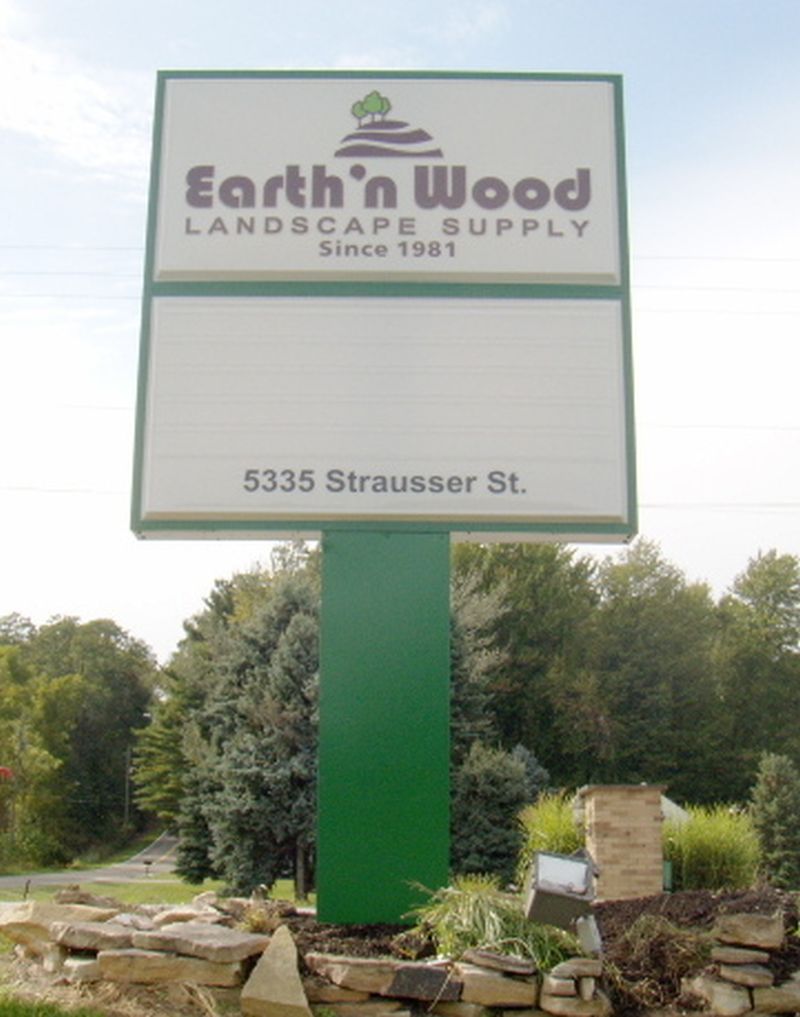 Earth'n Wood
LANDSCAPE SUPPLY
Since 1981
5335 Strausser St.